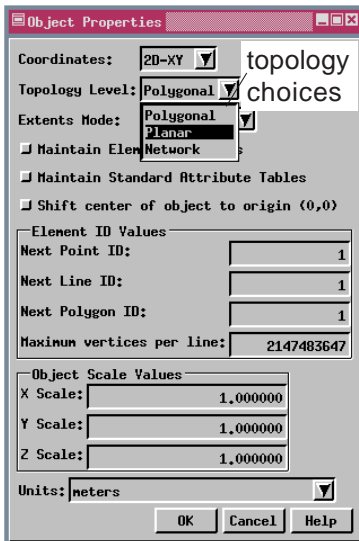 Object Properties
Coordinates: 2D-XY
topology
Topology Level: Polygonal
choices
Polygonal
Extents Mode:
Planar
Network
Maintain Elem
Maintain Standard Attribute Tables
Shift center of object to origin (0,0)
Element ID Values
Next Point ID: 1
Next Line ID: 1
Next Polygon ID: 1
Maximum vertices per line: 2147483647
Object Scale Values
X Scale: 1.000000
Y Scale: 1.000000
Z Scale: 1.000000
Units: meters
OK Cancel Help